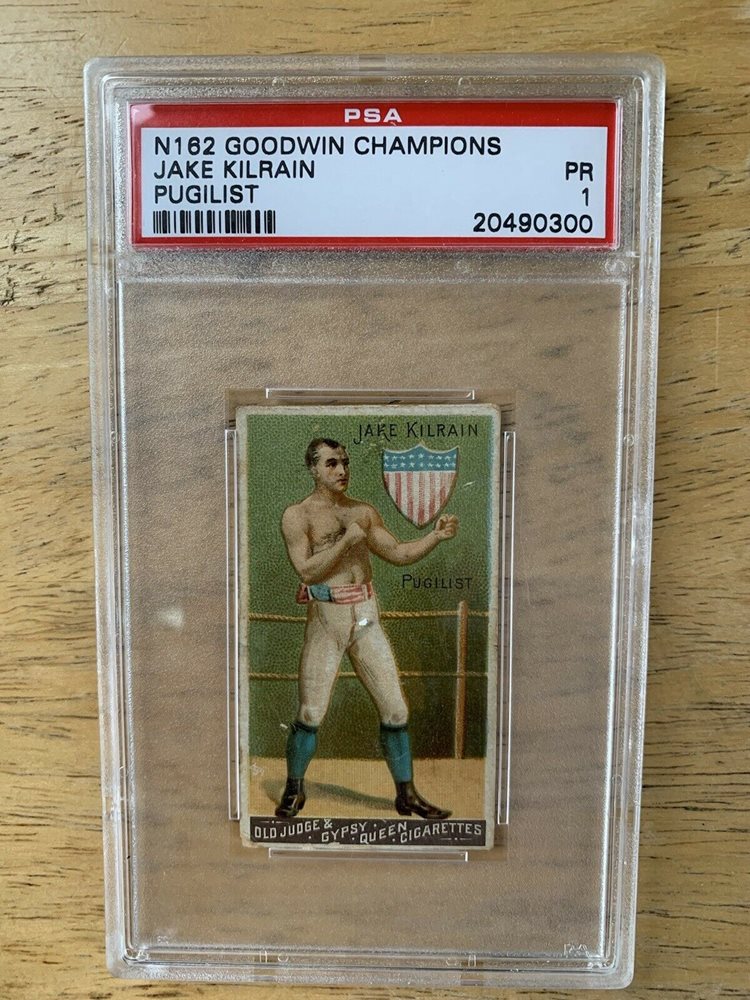 PSA
N162 GOODWIN CHAMPIONS
JAKE KILRAIN PR
PUGILIST 1
20490300
JAKE KILRAIN
PUGILIST
OLD JUDGE & GYPSY QUEEN CIGARETTES